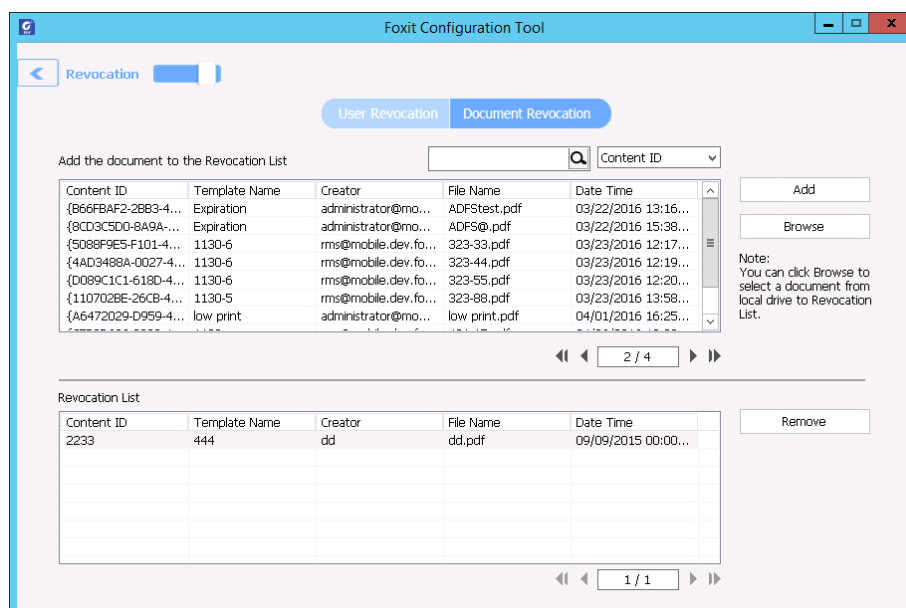 Foxit Configuration Tool
Revocation
User Revocation Document Revocation
Add the document to the Revocation List Content ID
Content ID Template Name Creator File Name Date Time
{B66FBAF2-2BB3-4... Expiration administrator@mo... ADFStest.pdf 03/22/2016 13:16...
{8CD3C5D0-8A9A-... Expiration administrator@mo... ADFS@.pdf 03/22/2016 15:38...
{5088F9E5-F101-4... 1130-6 rms@mobile.dev.fo... 323-33.pdf 03/23/2016 12:17...
{4AD3488A-0027-4... 1130-6 rms@mobile.dev.fo... 323-44.pdf 03/23/2016 12:19...
{D089C1C1-618D-4... 1130-6 rms@mobile.dev.fo... 323-55.pdf 03/23/2016 12:20...
{110702BE-26CB-4... 1130-5 rms@mobile.dev.fo... 323-88.pdf 03/23/2016 13:58...
{A6472029-D959-4... low print administrator@mo... low print.pdf 04/01/2016 16:25...
Add
Browse
Note:
You can click Browse to
select a document from
local drive to Revocation
List.
2 / 4
Revocation List
Content ID Template Name Creator File Name Date Time
2233 444 dd dd.pdf 09/09/2015 00:00...
Remove
1 / 1